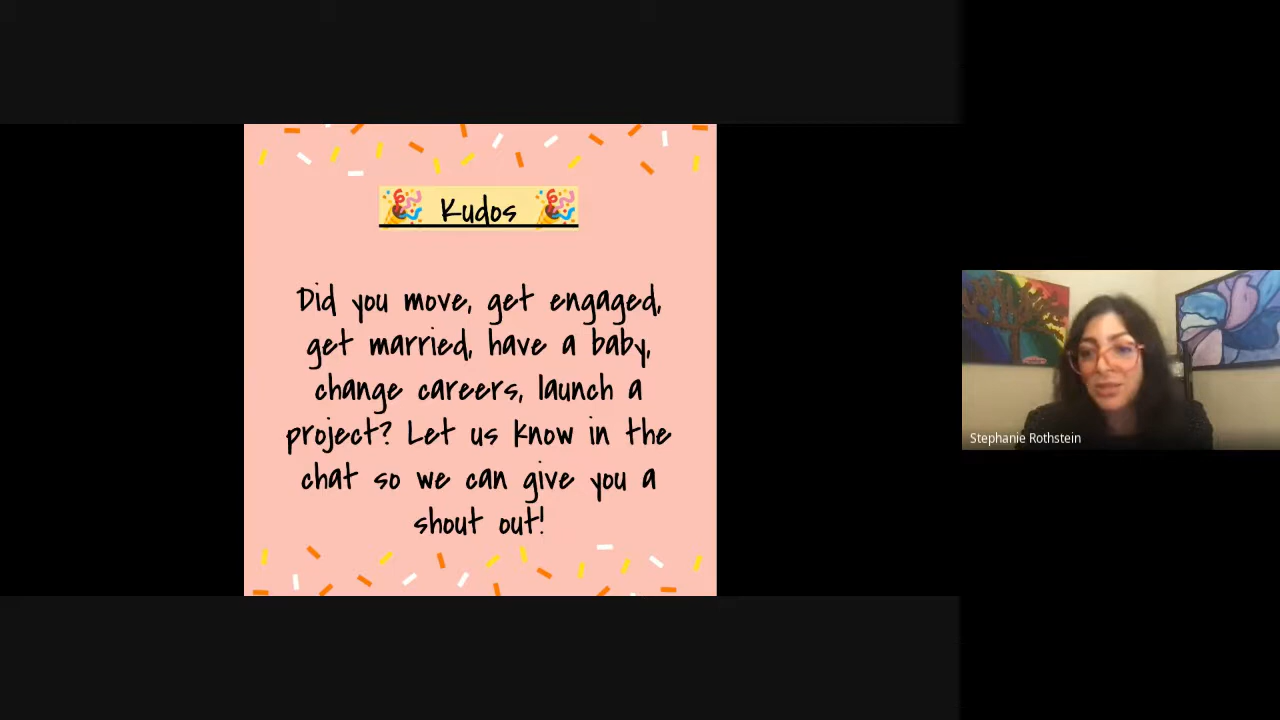 Kudos
Did you move, get engaged,
get married, have a baby,
change careers, launch a
project? Let us know in the
chat so we can give you a
shout out!
Stephanie Rothstein